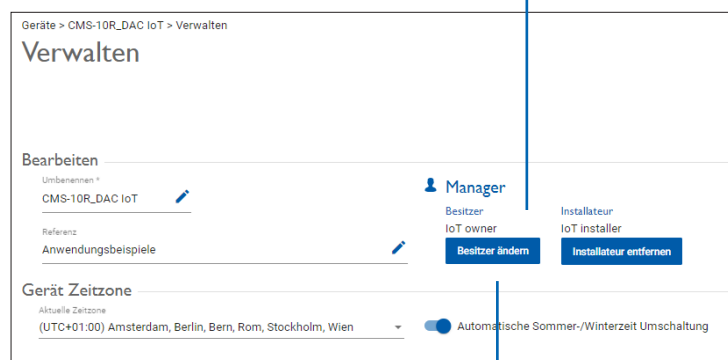 Geräte > CMS-10R_DAC IoT > Verwalten
Verwalten
Bearbeiten
Umbenennen *
CMS-10R_DAC IoT
Referenz
Anwendungsbeispiele
Manager
Besitzer
IoT owner
Besitzer ändern
Installateur
IoT installer
Installateur entfernen
Gerät Zeitzone
Aktuelle Zeitzone
(UTC+01:00) Amsterdam, Berlin, Bern, Rom, Stockholm, Wien
Automatische Sommer-/Winterzeit Umschaltung